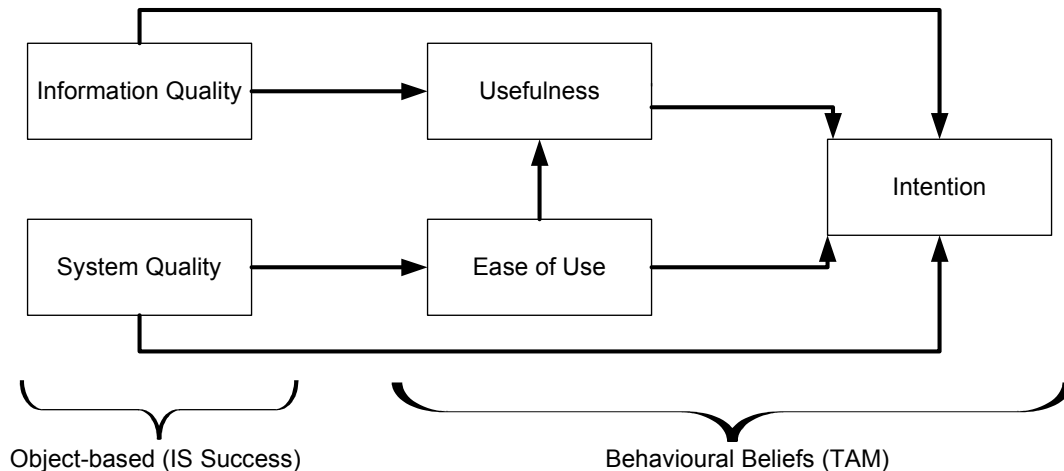 Information Quality
Usefulness
Intention
System Quality
Ease of Use
Object-based (IS Success)
Behavioural Beliefs (TAM)